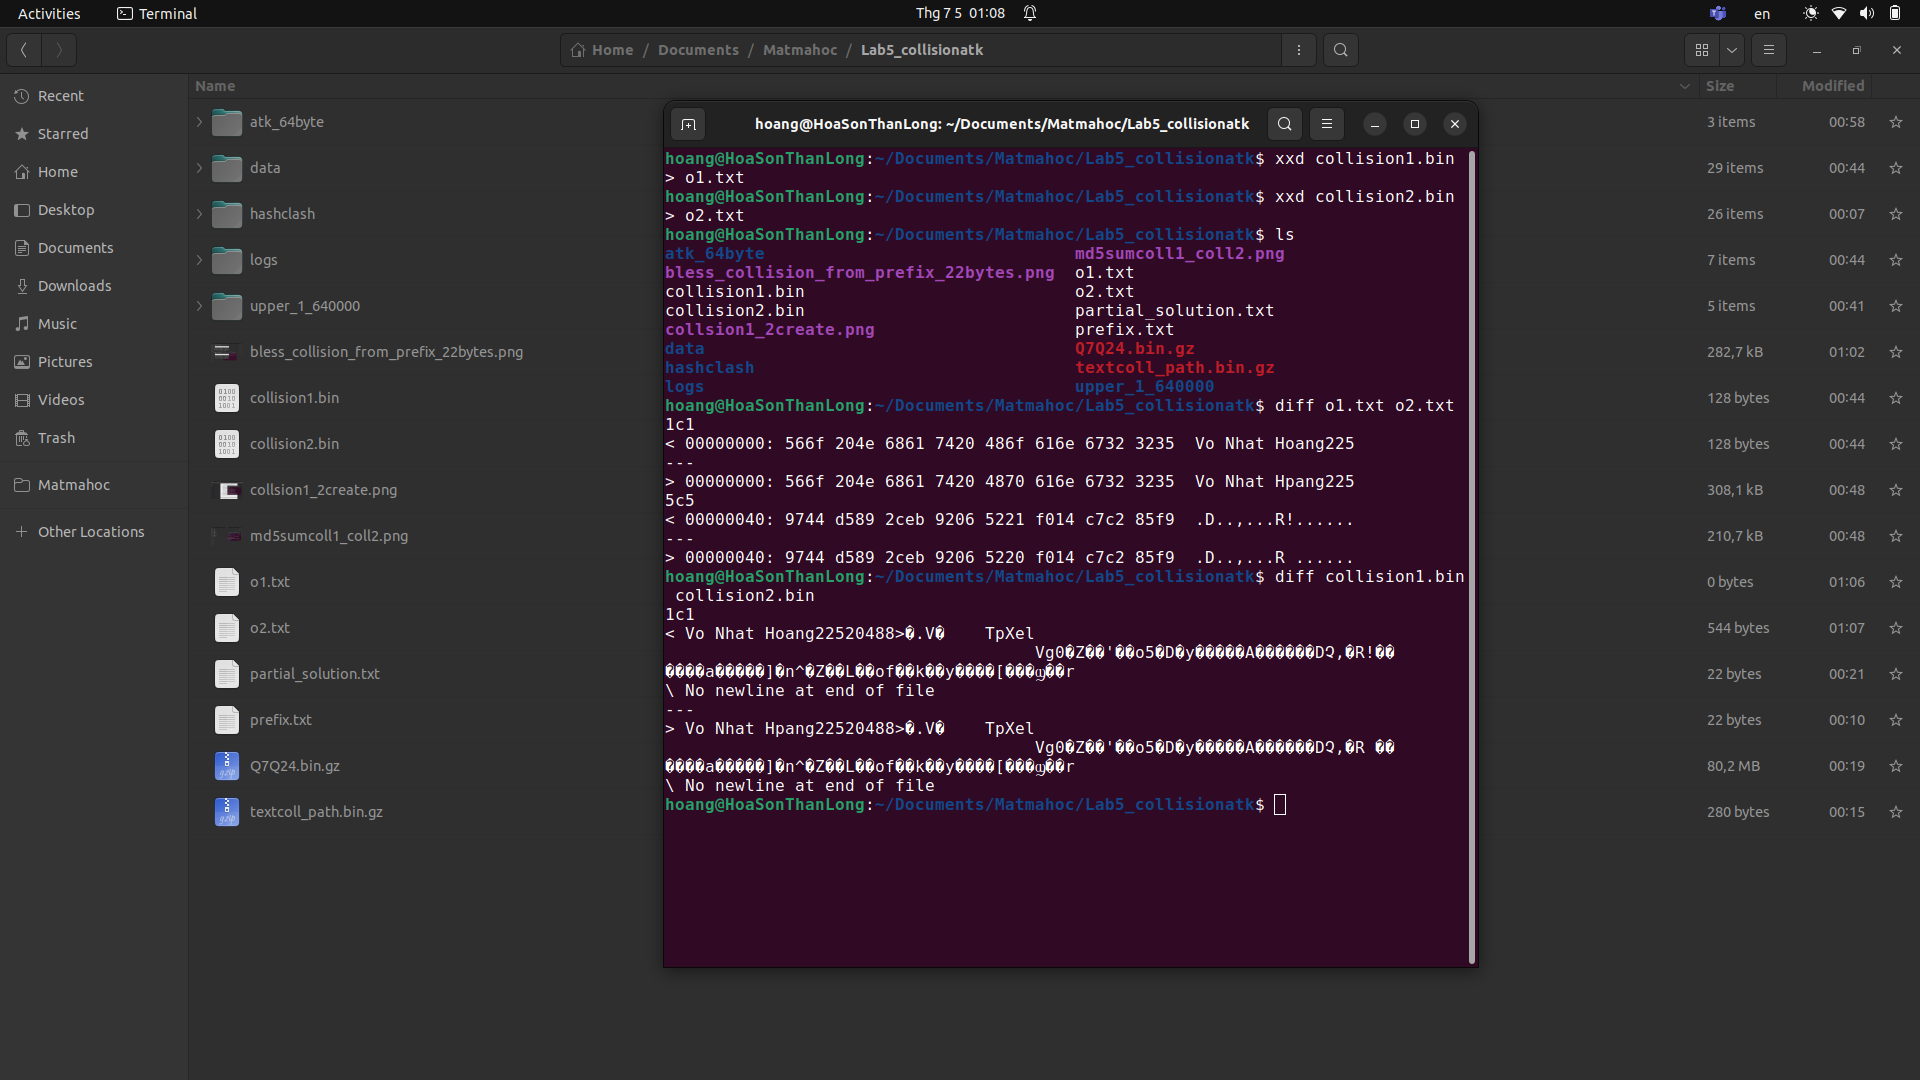 Activities
Terminal
Thg 7 5 01:08
en
Home / Documents / Matmahoc / Lab5_collisionatk
Name
Size
Modified
Recent
Starred
Home
Desktop
Documents
Downloads
Music
Pictures
Videos
Trash
Matmahoc
+ Other Locations
atk_64byte 3 items 00:58
data 29 items 00:44
hashclash 26 items 00:07
logs 7 items 00:44
upper_1_640000 5 items 00:41
bless_collision_from_prefix_22bytes.png 282,7 kB 01:02
collision1.bin 128 bytes 00:44
collision2.bin 128 bytes 00:44
collsion1_2create.png 308,1 kB 00:48
md5sumcoll1_coll2.png 210,7 kB 00:48
o1.txt 0 bytes 01:06
o2.txt 544 bytes 01:07
partial_solution.txt 22 bytes 00:21
prefix.txt 22 bytes 00:10
Q7Q24.bin.gz 80,2 MB 00:19
textcoll_path.bin.gz 280 bytes 00:15
hoang@HoaSonThanLong: ~/Documents/Matmahoc/Lab5_collisionatk
hoang@HoaSonThanLong:~/Documents/Matmahoc/Lab5_collisionatk$ xxd collision1.bin
> o1.txt
hoang@HoaSonThanLong:~/Documents/Matmahoc/Lab5_collisionatk$ xxd collision2.bin
> o2.txt
hoang@HoaSonThanLong:~/Documents/Matmahoc/Lab5_collisionatk$ ls
atk_64byte md5sumcoll1_coll2.png
bless_collision_from_prefix_22bytes.png o1.txt
collision1.bin o2.txt
collision2.bin partial_solution.txt
collsion1_2create.png prefix.txt
data Q7Q24.bin.gz
hashclash textcoll_path.bin.gz
logs upper_1_640000
hoang@HoaSonThanLong:~/Documents/Matmahoc/Lab5_collisionatk$ diff o1.txt o2.txt
1c1
< 00000000: 566f 204e 6861 7420 486f 616e 6732 3235  Vo Nhat Hoang225
---
> 00000000: 566f 204e 6861 7420 4870 616e 6732 3235  Vo Nhat Hpang225
5c5
< 00000040: 9744 d589 2ceb 9206 5221 f014 c7c2 85f9  .D..,...R!......
---
> 00000040: 9744 d589 2ceb 9206 5220 f014 c7c2 85f9  .D..,...R ......
hoang@HoaSonThanLong:~/Documents/Matmahoc/Lab5_collisionatk$ diff collision1.bin
collision2.bin
1c1
< Vo Nhat Hoang22520488>�.V�    TpXel
Vg0�Z��'��o5�D�y�����A������DԚ,�R!��
����a�����]�n^�Z��L��of��k��y����[���ῃ��r
\ No newline at end of file
---
> Vo Nhat Hpang22520488>�.V�    TpXel
Vg0�Z��'��o5�D�y�����A������DԚ,�R ��
����a�����]�n^�Z��L��of��k��y����[���ῃ��r
\ No newline at end of file
hoang@HoaSonThanLong:~/Documents/Matmahoc/Lab5_collisionatk$